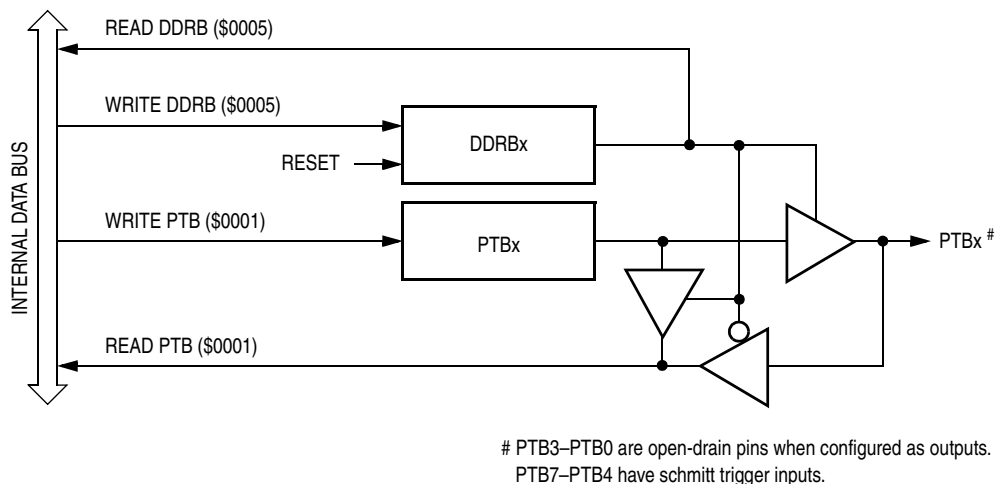 READ DDRB ($0005)
WRITE DDRB ($0005)
DDRBx
RESET
INTERNAL DATA BUS
WRITE PTB ($0001)
PTBx
PTBx #
READ PTB ($0001)
# PTB3–PTB0 are open-drain pins when configured as outputs.
PTB7–PTB4 have schmitt trigger inputs.